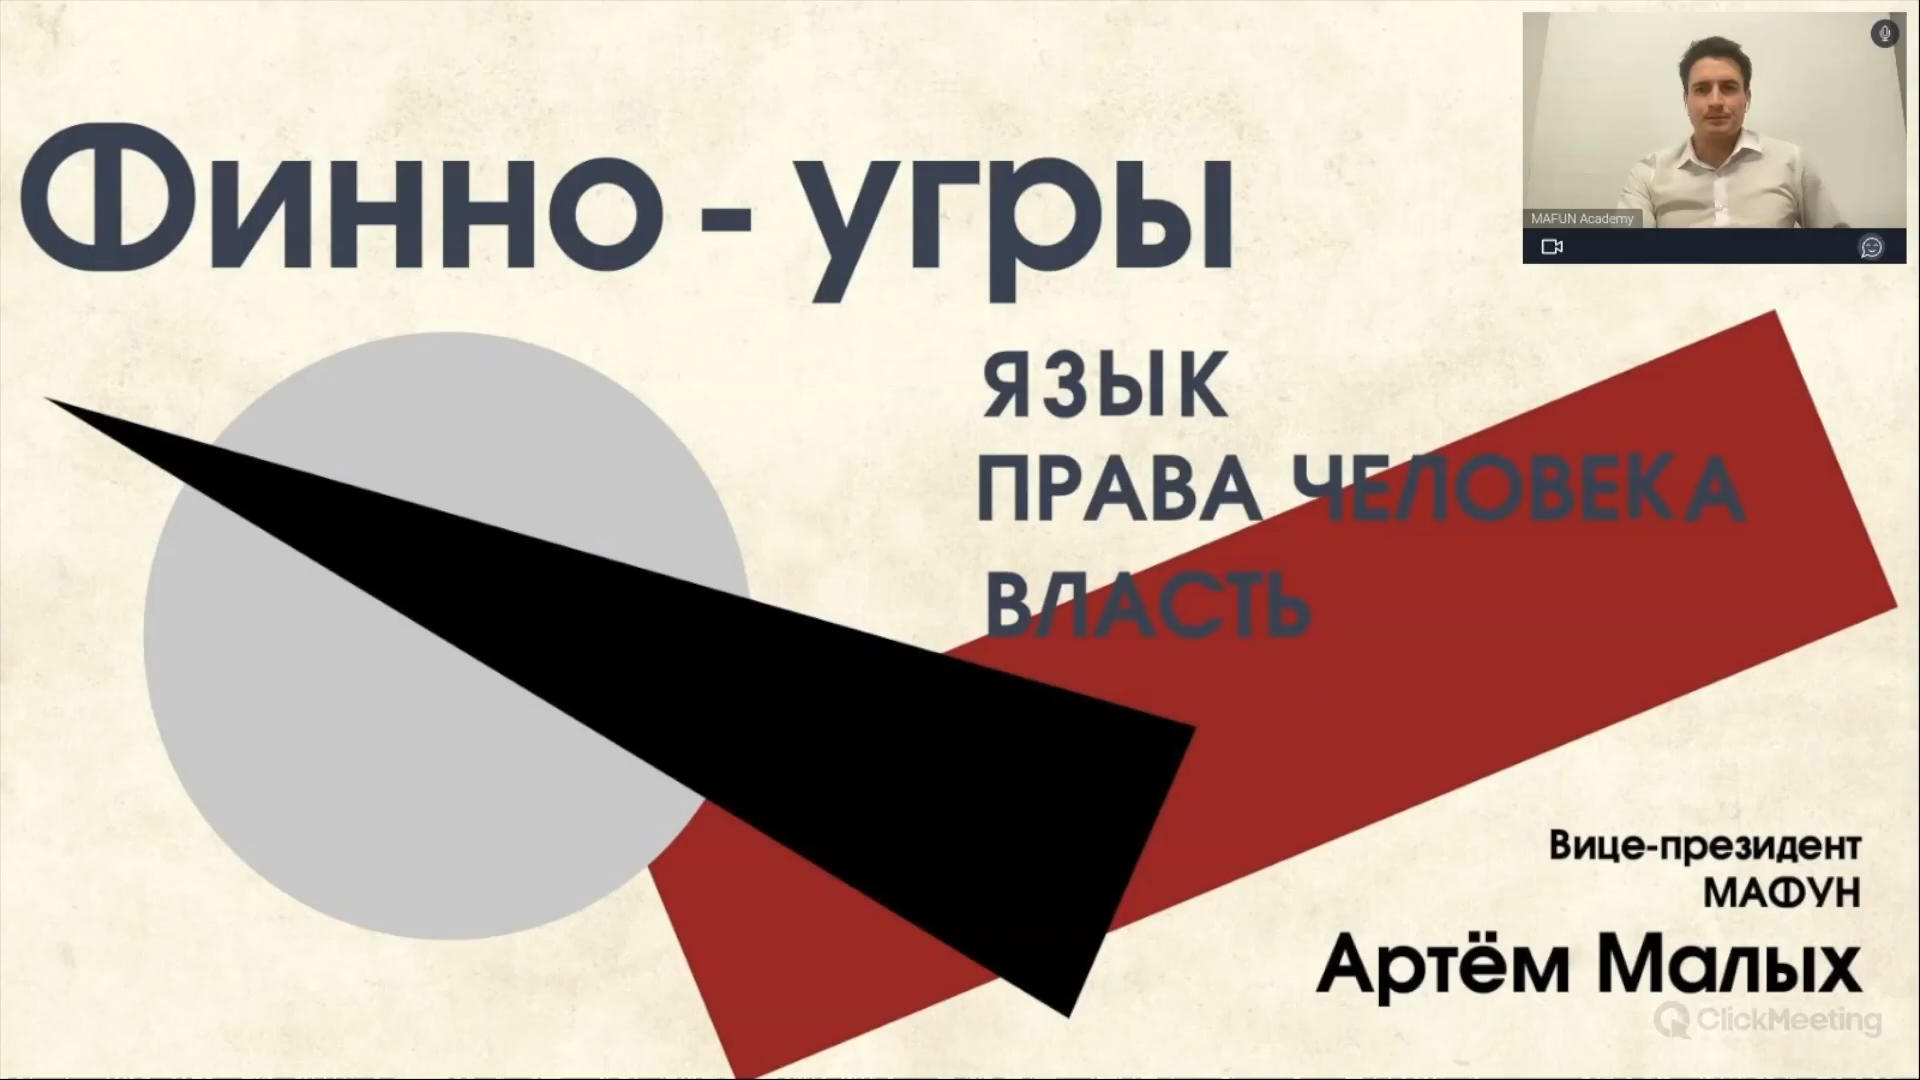 MAFUN Academy
Финно - угры
ЯЗЫК
ПРАВА ЧЕЛОВЕКА
ВЛАСТЬ
Вице-президент
МАФУН
Артём Малых
ClickMeeting